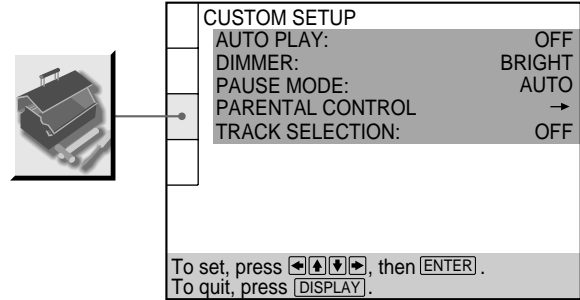 CUSTOM SETUP
AUTO PLAY: OFF
DIMMER: BRIGHT
PAUSE MODE: AUTO
PARENTAL CONTROL →
TRACK SELECTION: OFF
To set, press ←↑↓→, then ENTER.
To quit, press DISPLAY.